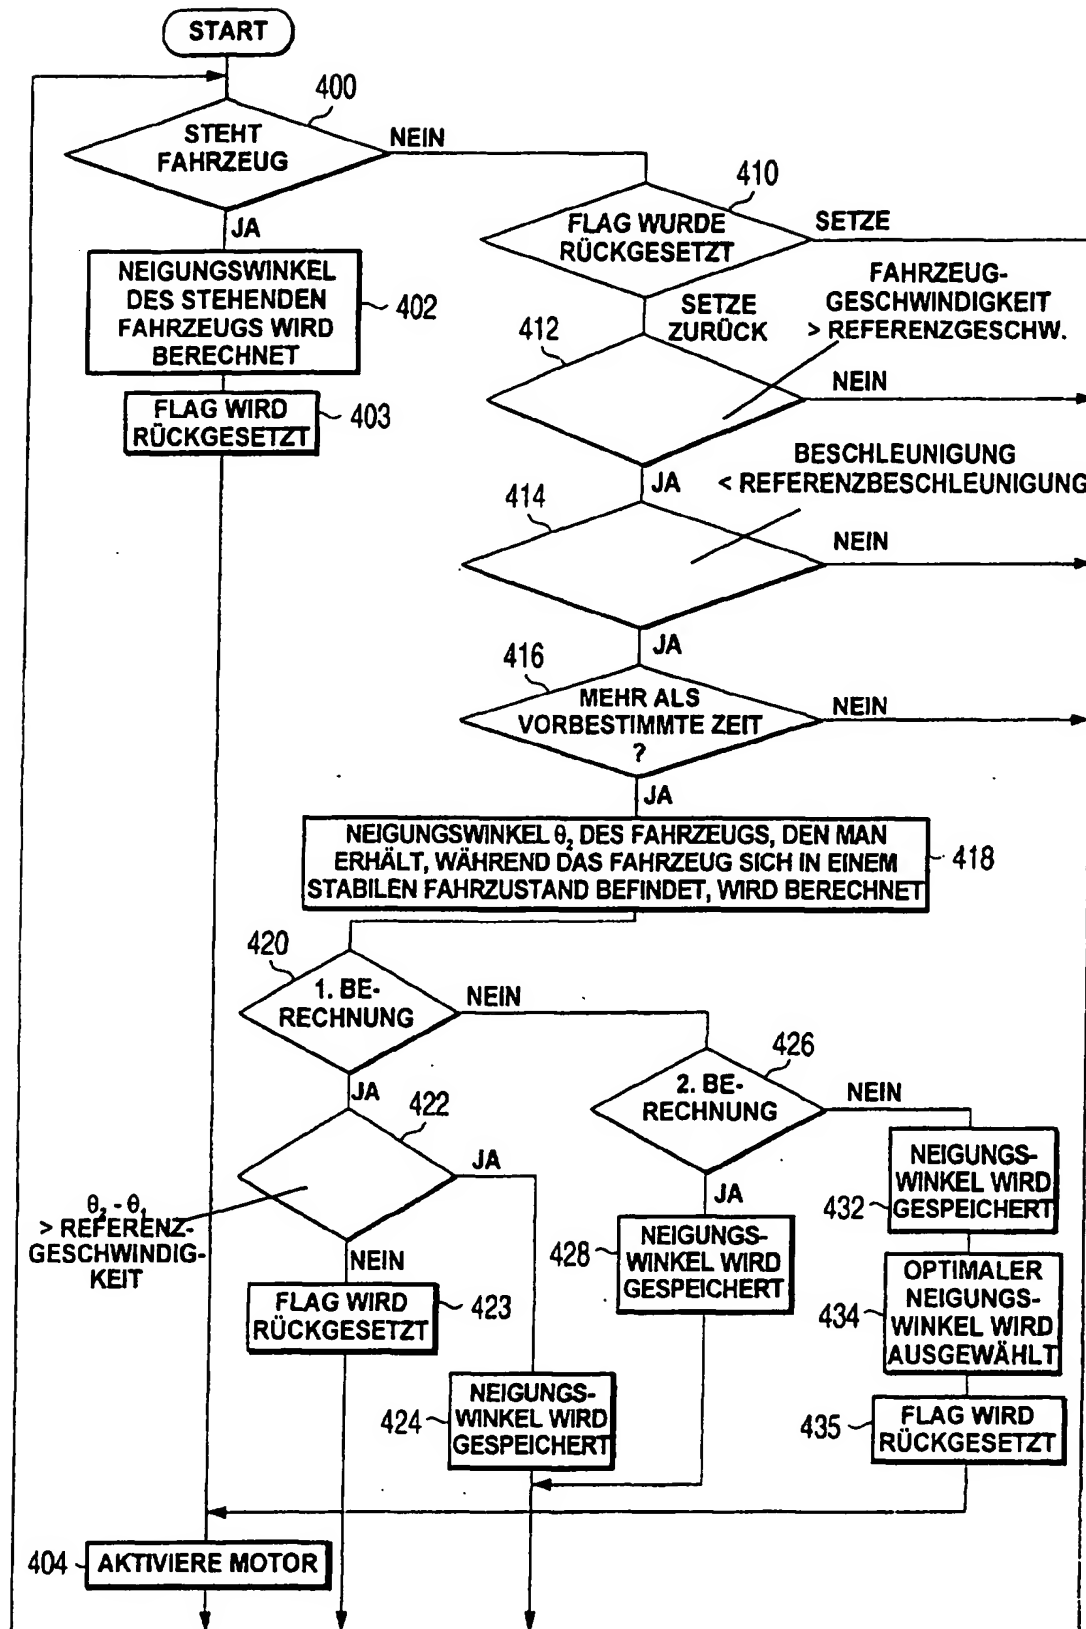 START
400
STEHT
FAHRZEUG
NEIN
JA
410
FLAG WURDE
RÜCKGESETZT
SETZE
NEIGUNGSWINKEL
DES STEHENDEN
FAHRZEUGS WIRD
BERECHNET
402
SETZE
ZURÜCK
FAHRZEUG-
GESCHWINDIGKEIT
> REFERENZGESCHW.
412
NEIN
FLAG WIRD
RÜCKGESETZT
403
JA
BESCHLEUNIGUNG
< REFERENZBESCHLEUNIGUNG
414
NEIN
JA
416
MEHR ALS
VORBESTIMMTE ZEIT
?
NEIN
JA
NEIGUNGSWINKEL θ₂ DES FAHRZEUGS, DEN MAN
ERHÄLT, WÄHREND DAS FAHRZEUG SICH IN EINEM
STABILEN FAHRZUSTAND BEFINDET, WIRD BERECHNET
418
420
1. BE-
RECHNUNG
NEIN
JA
426
2. BE-
RECHNUNG
NEIN
JA
422
JA
θ₂ - θ₁
> REFERENZ-
GESCHWINDIG-
KEIT
NEIN
NEIGUNGS-
WINKEL WIRD
GESPEICHERT
432
NEIGUNGS-
WINKEL WIRD
GESPEICHERT
428
FLAG WIRD
RÜCKGESETZT
423
OPTIMALER
NEIGUNGS-
WINKEL WIRD
AUSGEWÄHLT
434
NEIGUNGS-
WINKEL WIRD
GESPEICHERT
424
FLAG WIRD
RÜCKGESETZT
435
404
AKTIVIERE MOTOR